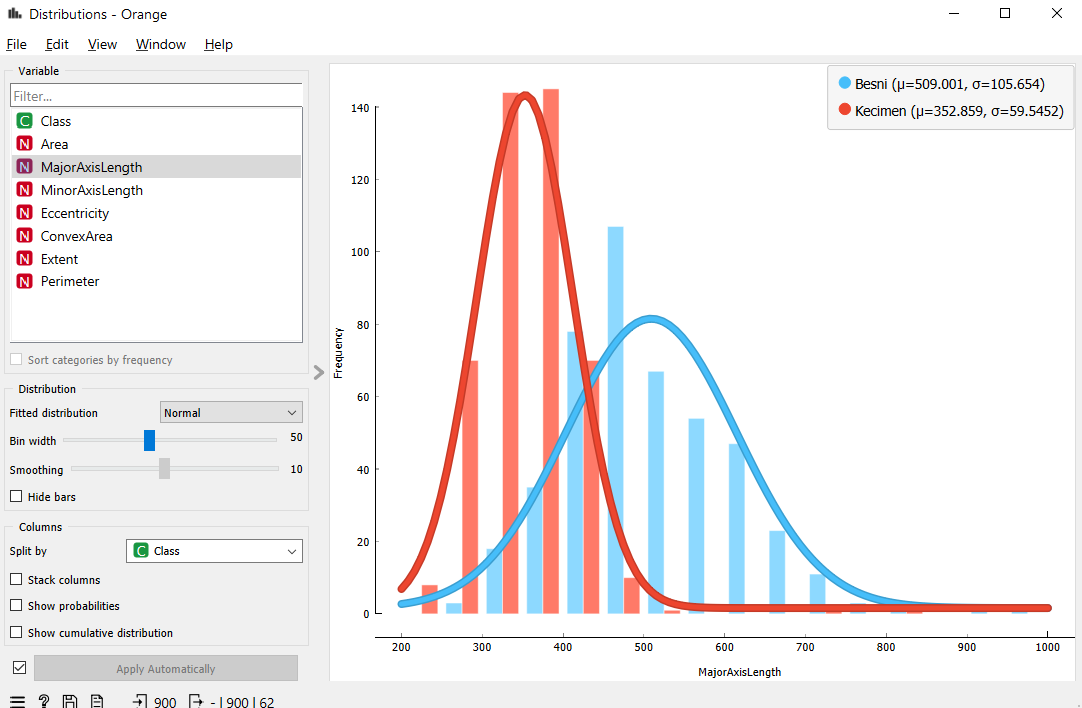 Distributions - Orange
File Edit View Window Help
Variable
Filter...
C Class
N Area
N MajorAxisLength
N MinorAxisLength
N Eccentricity
N ConvexArea
N Extent
N Perimeter
Sort categories by frequency
Distribution
Fitted distribution Normal
Bin width 50
Smoothing 10
Hide bars
Columns
Split by C Class
Stack columns
Show probabilities
Show cumulative distribution
Apply Automatically
? 900 - | 900 | 62
Besni (μ=509.001, σ=105.654)
Kecimen (μ=352.859, σ=59.5452)
140
120
100
80
60
40
20
0
Frequency
200 300 400 500 600 700 800 900 1000
MajorAxisLength